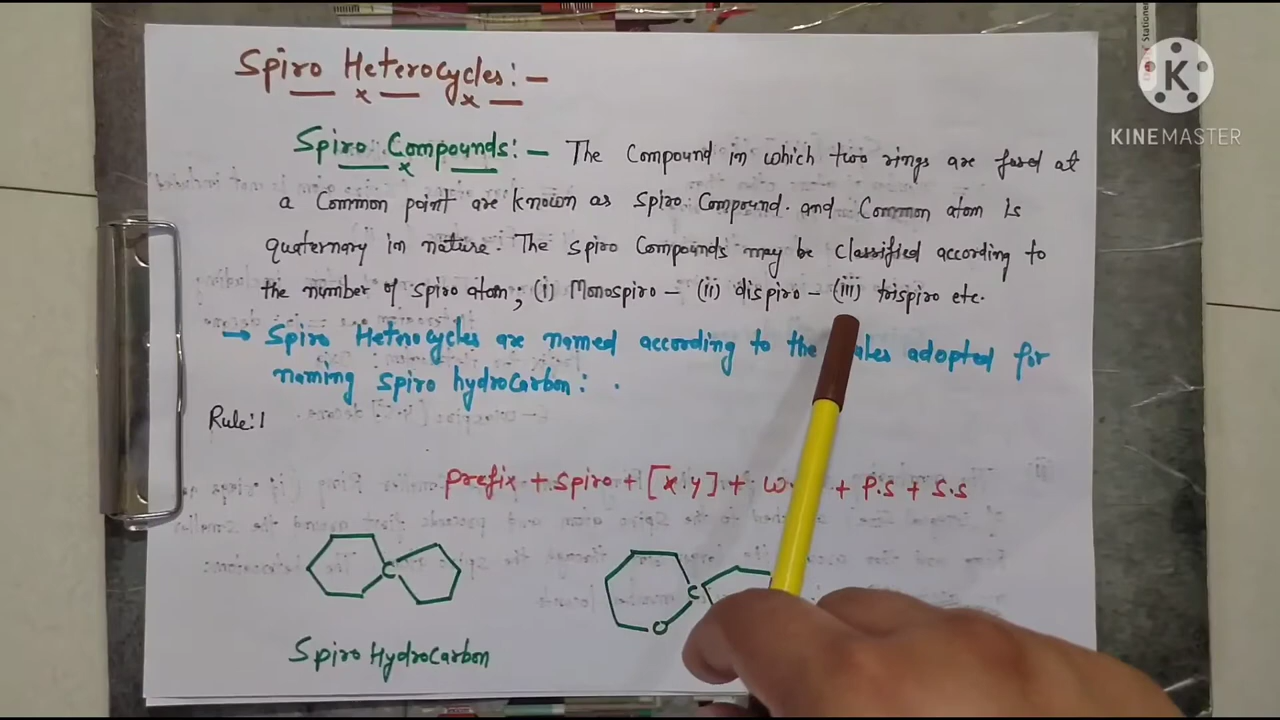 Spiro Heterocycles:-
Spiro Compounds:- The Compound in which two rings are fused at
a Common point are known as Spiro Compound. and Common atom is
quaternary in nature. The Spiro Compounds may be Classified according to
the number of Spiro atom; (i) Monospiro - (ii) dispiro - (iii) trispiro etc.
→ Spiro Heterocycles are named according to the adopted for
naming Spiro hydrocarbon:
Rule:1
prefix + Spiro + [x.y] + w. + P.S + S.S
C
C
O
Spiro Hydrocarbon
K
KINEMASTER